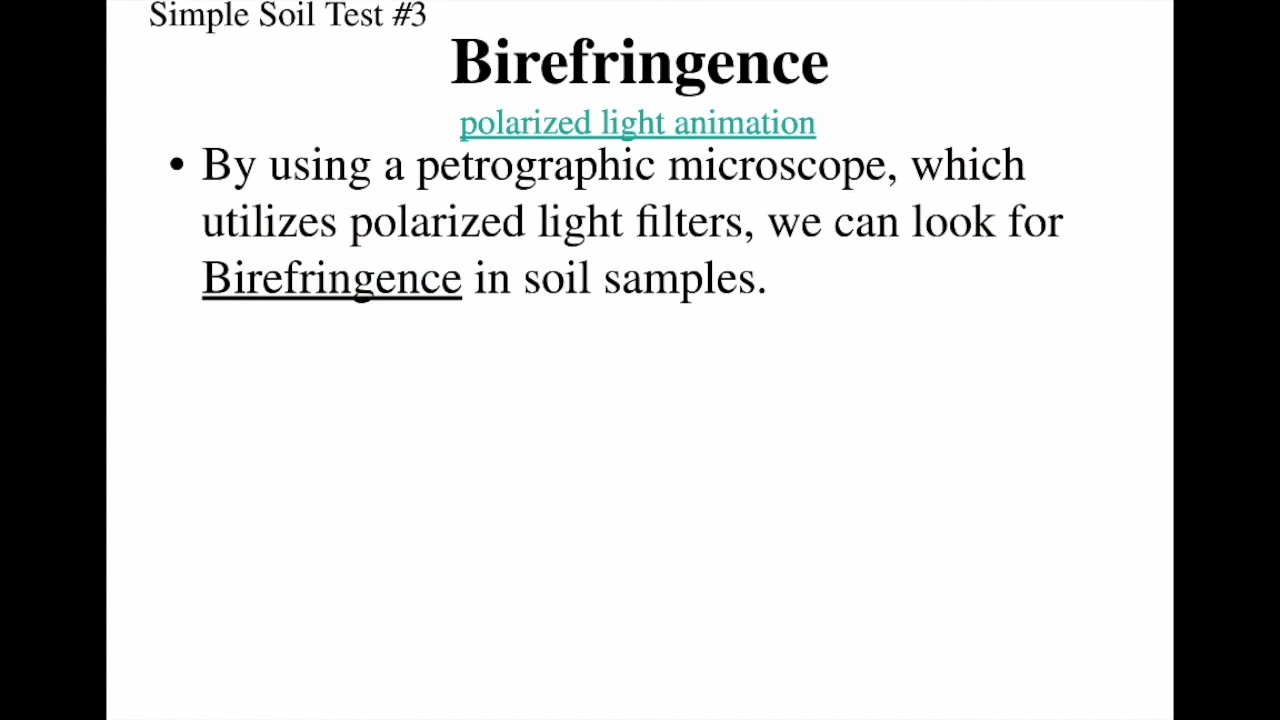 Simple Soil Test #3
Birefringence
polarized light animation
• By using a petrographic microscope, which
utilizes polarized light filters, we can look for
Birefringence in soil samples.